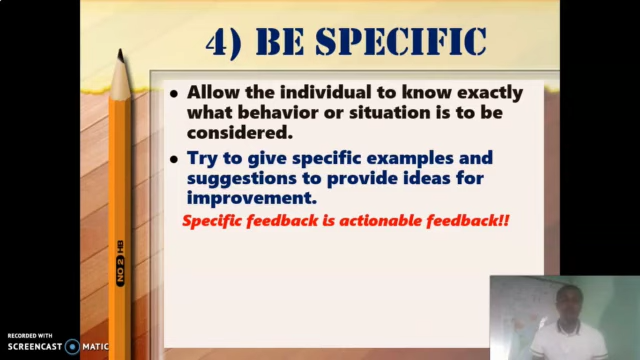 4) BE SPECIFIC
● Allow the individual to know exactly
what behavior or situation is to be
considered.
● Try to give specific examples and
suggestions to provide ideas for
improvement.
Specific feedback is actionable feedback!!
NO 2 HB
RECORDED WITH
SCREENCAST MATIC